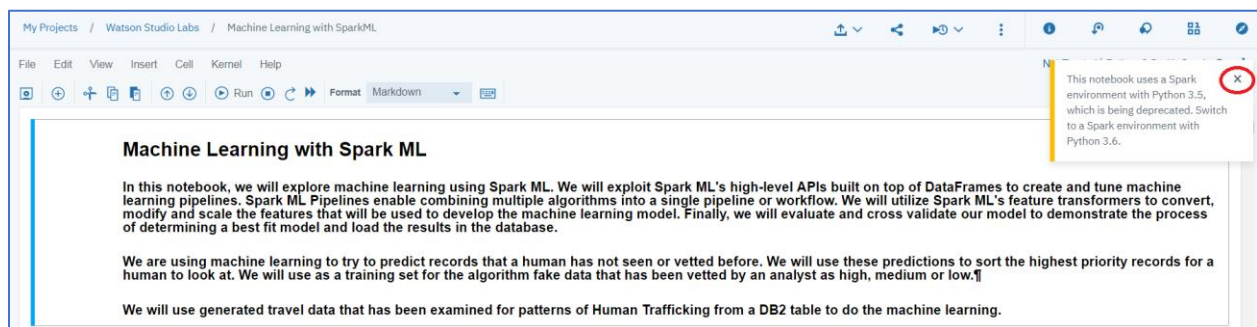 My Projects / Watson Studio Labs / Machine Learning with SparkML
File Edit View Insert Cell Kernel Help
Run Format Markdown
This notebook uses a Spark
environment with Python 3.5,
which is being deprecated. Switch
to a Spark environment with
Python 3.6.
Machine Learning with Spark ML
In this notebook, we will explore machine learning using Spark ML. We will exploit Spark ML's high-level APIs built on top of DataFrames to create and tune machine
learning pipelines. Spark ML Pipelines enable combining multiple algorithms into a single pipeline or workflow. We will utilize Spark ML's feature transformers to convert,
modify and scale the features that will be used to develop the machine learning model. Finally, we will evaluate and cross validate our model to demonstrate the process
of determining a best fit model and load the results in the database.
We are using machine learning to try to predict records that a human has not seen or vetted before. We will use these predictions to sort the highest priority records for a
human to look at. We will use as a training set for the algorithm fake data that has been vetted by an analyst as high, medium or low.¶
We will use generated travel data that has been examined for patterns of Human Trafficking from a DB2 table to do the machine learning.